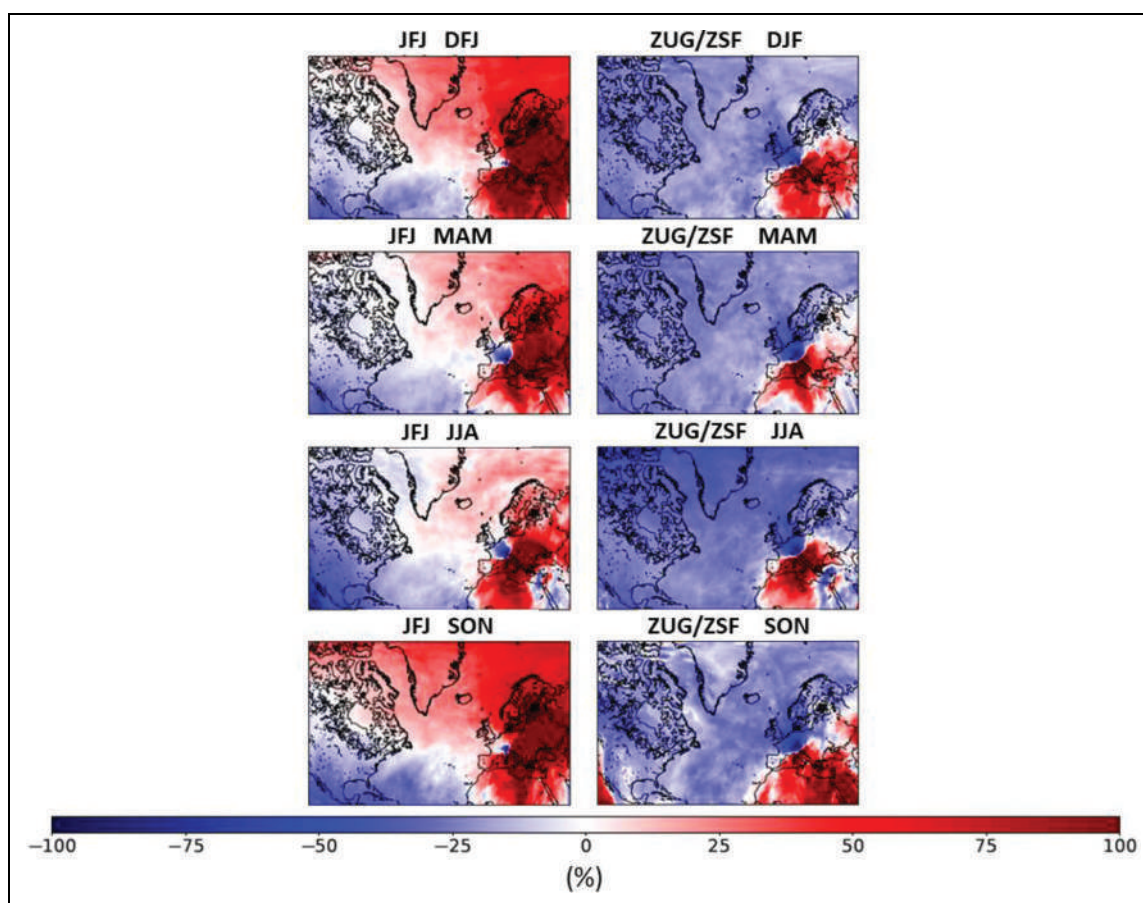 JFJ DFJ
ZUG/ZSF DJF
JFJ MAM
ZUG/ZSF MAM
JFJ JJA
ZUG/ZSF JJA
JFJ SON
ZUG/ZSF SON
−100 −75 −50 −25 0 25 50 75 100
(%)